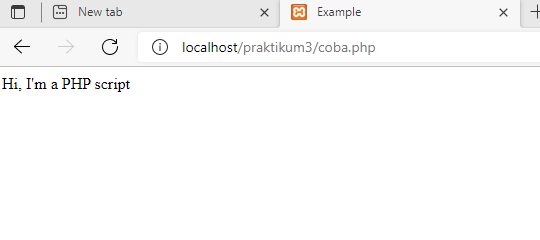 New tab
Example
localhost/praktikum3/coba.php
Hi, I'm a PHP script